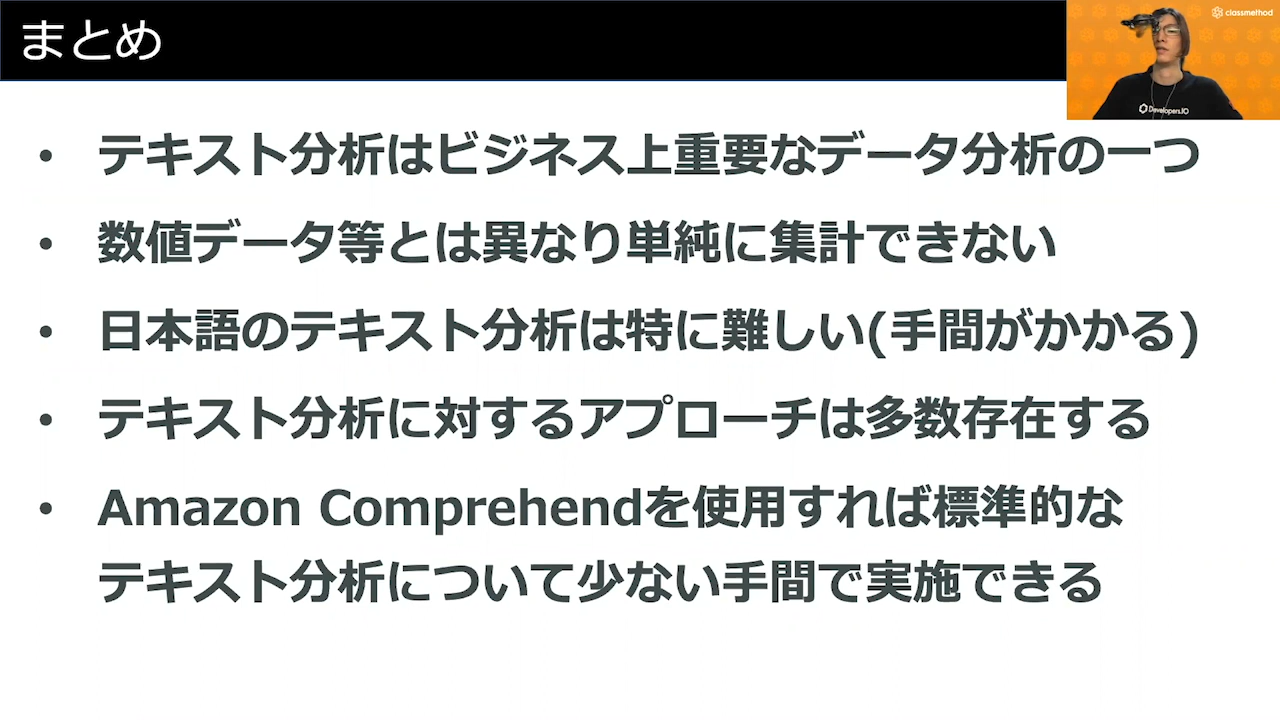 まとめ
classmethod
Developers.IO
• テキスト分析はビジネス上重要なデータ分析の一つ
• 数値データ等とは異なり単純に集計できない
• 日本語のテキスト分析は特に難しい(手間がかかる)
• テキスト分析に対するアプローチは多数存在する
• Amazon Comprehendを使用すれば標準的な
テキスト分析について少ない手間で実施できる